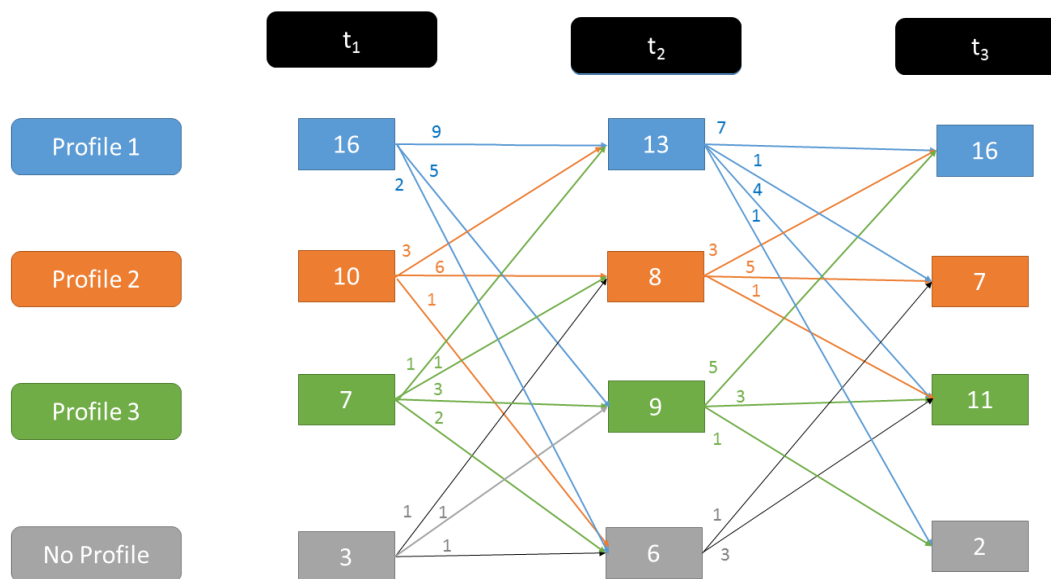 t1 t2 t3
Profile 1 16 9 13 7 16
5 1
2 4
1
3 3
Profile 2 10 6 8 5 7
1 1
1 1 5
Profile 3 7 3 9 3 11
2 1
1 1 1
No Profile 3 1 6 3 2